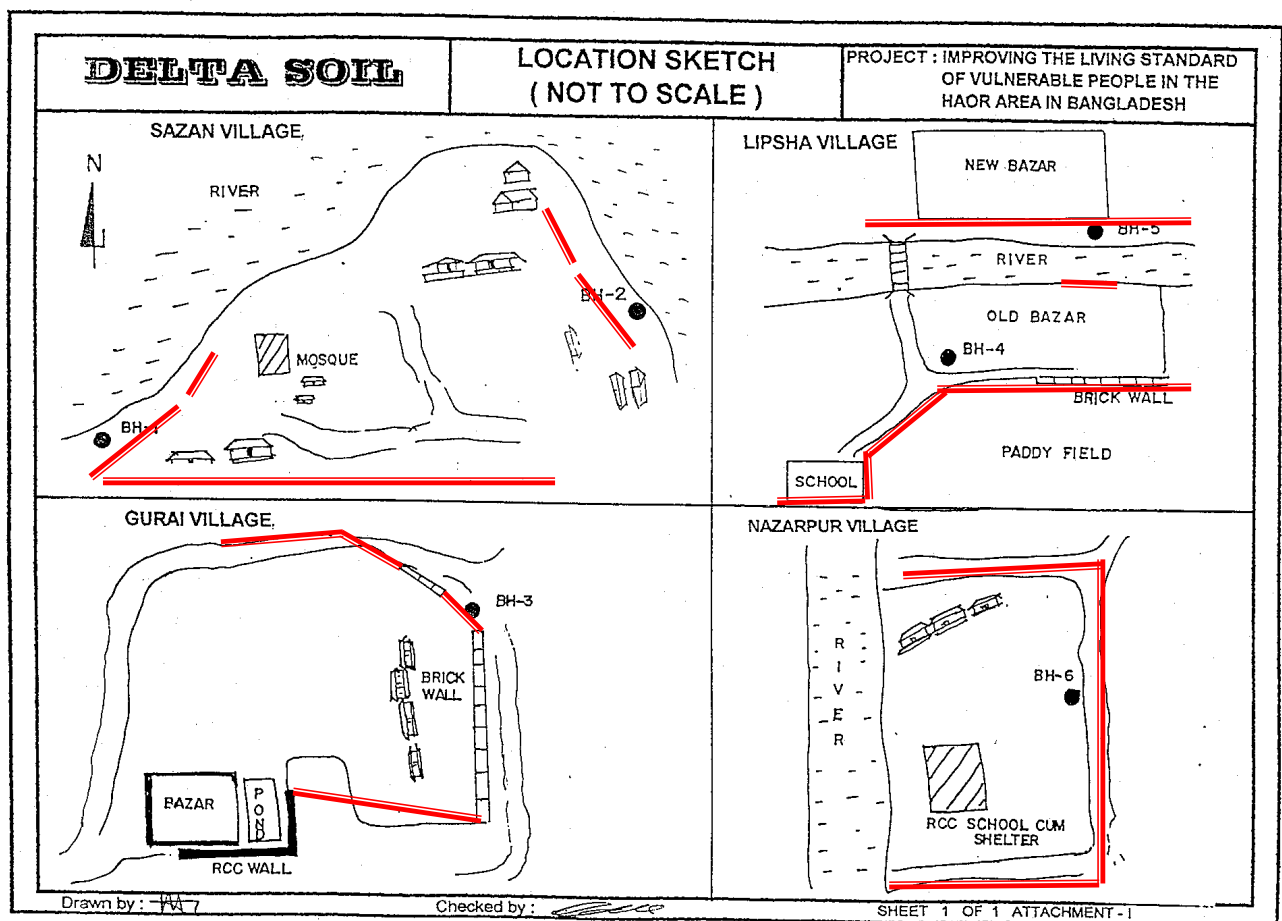 DELTA SOIL
LOCATION SKETCH
( NOT TO SCALE )
PROJECT : IMPROVING THE LIVING STANDARD
OF VULNERABLE PEOPLE IN THE
HAOR AREA IN BANGLADESH
SAZAN VILLAGE
N
RIVER
BH-2
MOSQUE
BH-1
LIPSHA VILLAGE
NEW BAZAR
BH-5
RIVER
OLD BAZAR
BH-4
BRICK WALL
PADDY FIELD
SCHOOL
GURAI VILLAGE
BH-3
BRICK
WALL
BAZAR
POND
RCC WALL
NAZARPUR VILLAGE
RIVER
BH-6
RCC SCHOOL CUM
SHELTER
Drawn by :
Checked by :
SHEET 1 OF 1 ATTACHMENT - I